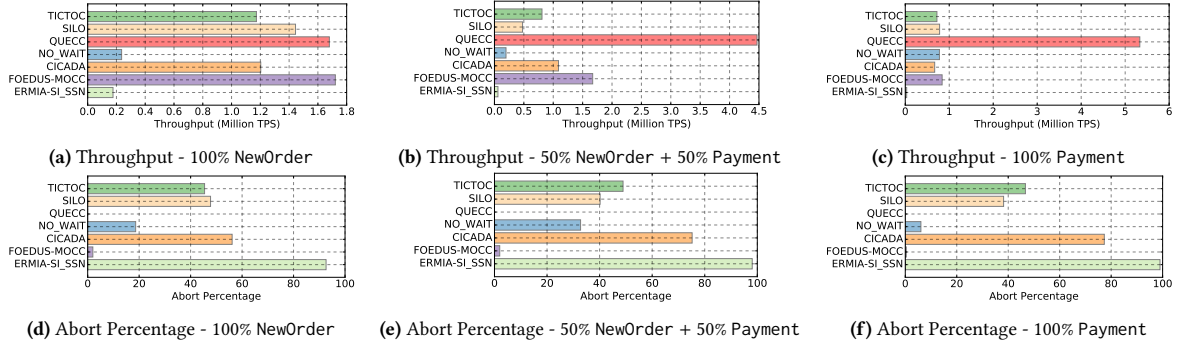 TICTOC
SILO
QUECC
NO_WAIT
CICADA
FOEDUS-MOCC
ERMIA-SI_SSN
0.0 0.2 0.4 0.6 0.8 1.0 1.2 1.4 1.6 1.8
Throughput (Million TPS)
(a) Throughput - 100% NewOrder
TICTOC
SILO
QUECC
NO_WAIT
CICADA
FOEDUS-MOCC
ERMIA-SI_SSN
0.0 0.5 1.0 1.5 2.0 2.5 3.0 3.5 4.0 4.5
Throughput (Million TPS)
(b) Throughput - 50% NewOrder + 50% Payment
TICTOC
SILO
QUECC
NO_WAIT
CICADA
FOEDUS-MOCC
ERMIA-SI_SSN
0 1 2 3 4 5 6
Throughput (Million TPS)
(c) Throughput - 100% Payment
TICTOC
SILO
QUECC
NO_WAIT
CICADA
FOEDUS-MOCC
ERMIA-SI_SSN
0 20 40 60 80 100
Abort Percentage
(d) Abort Percentage - 100% NewOrder
TICTOC
SILO
QUECC
NO_WAIT
CICADA
FOEDUS-MOCC
ERMIA-SI_SSN
0 20 40 60 80 100
Abort Percentage
(e) Abort Percentage - 50% NewOrder + 50% Payment
TICTOC
SILO
QUECC
NO_WAIT
CICADA
FOEDUS-MOCC
ERMIA-SI_SSN
0 20 40 60 80 100
Abort Percentage
(f) Abort Percentage - 100% Payment